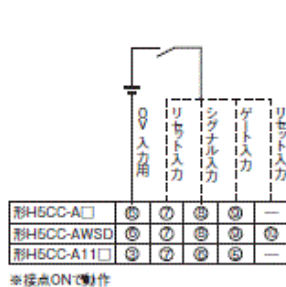 0V入力用
リセット入力
シグナル入力
ゲート入力
リセット入力
形H5CC-A□ ⑥ ⑦ ⑧ ⑨ —
形H5CC-AWSD ⑥ ⑦ ⑧ ⑨
形H5CC-A11□ ③ ⑦ ⑥ ⑤ —
※接点ONで動作